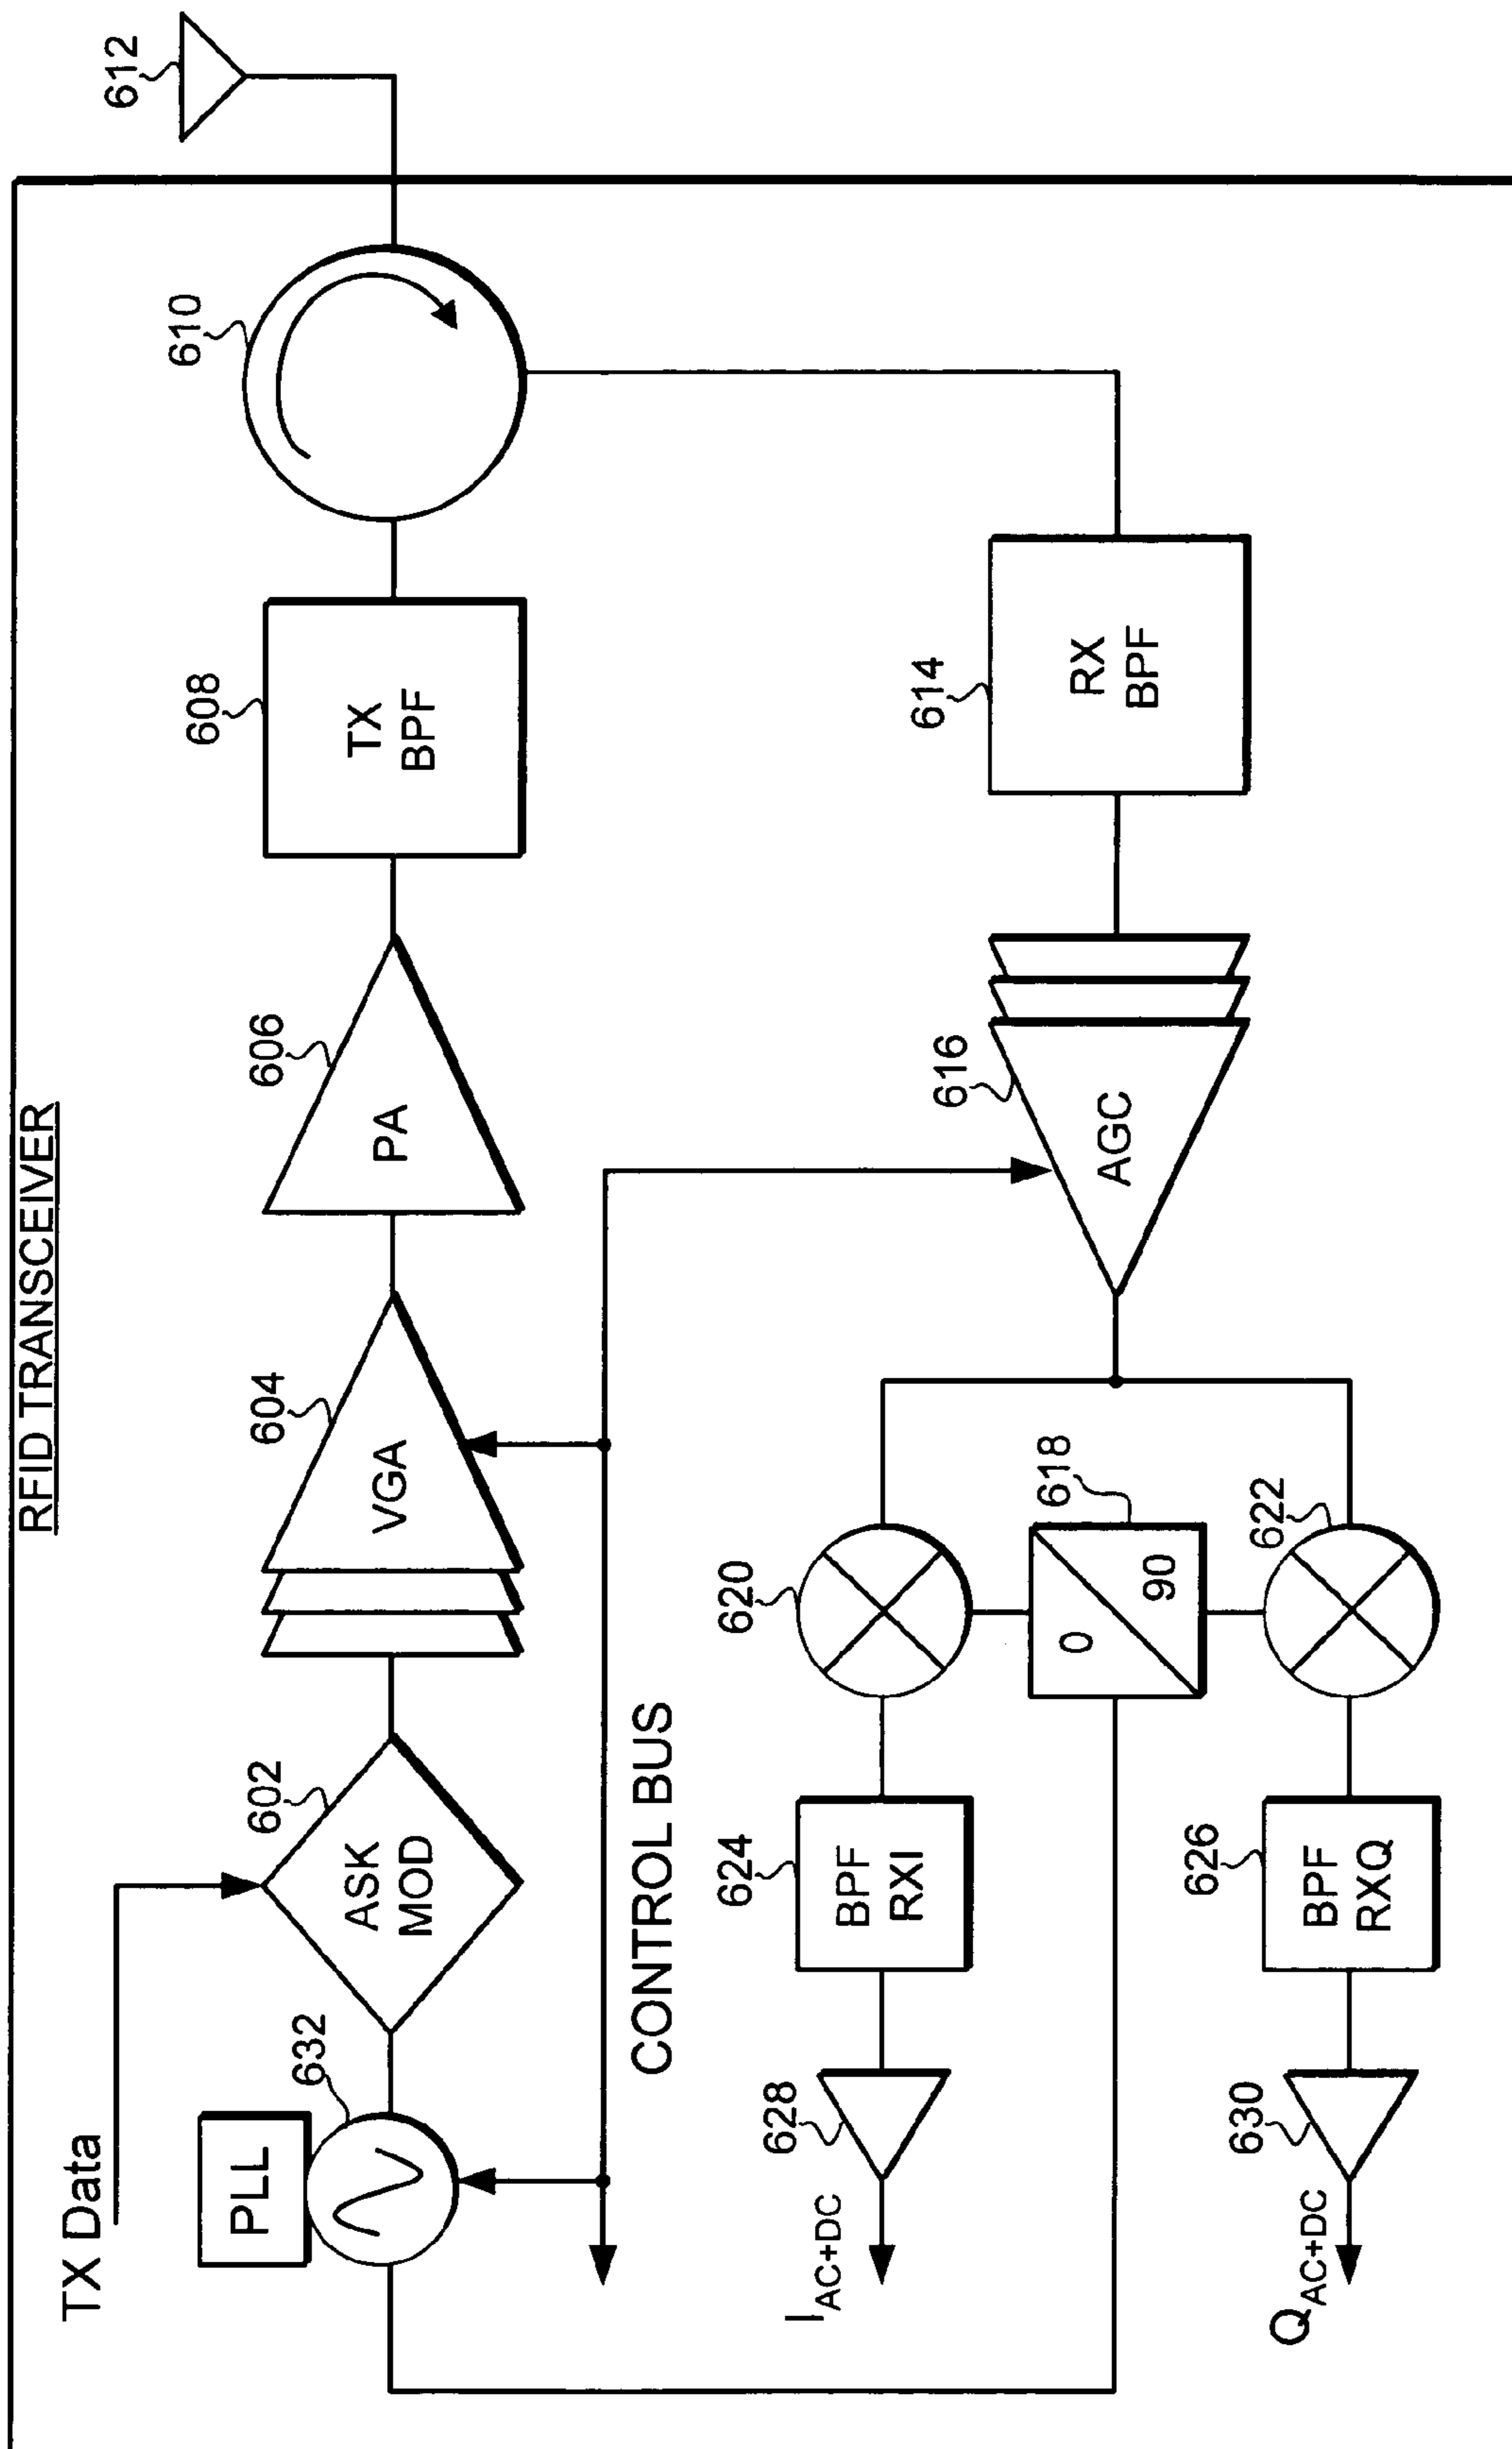 RFID TRANSCEIVER
TX Data
PLL
632
602
ASK
MOD
604
VGA
606
PA
608
TX
BPF
610
612
CONTROL BUS
614
RX
BPF
616
AGC
618
0
90
620
622
624
BPF
RXI
626
BPF
RXQ
628
630
I AC+DC
Q AC+DC